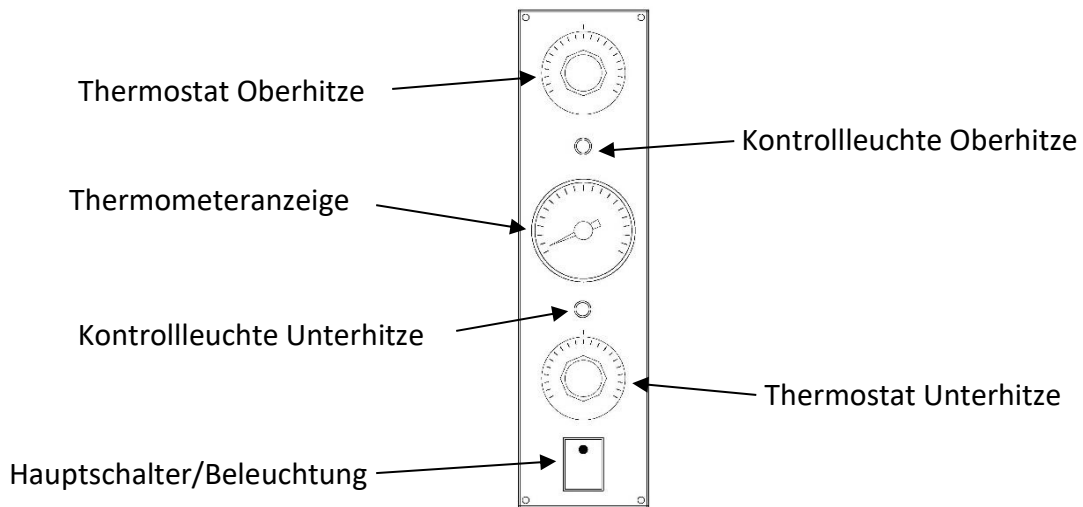 Thermostat Oberhitze
Kontrollleuchte Oberhitze
Thermometeranzeige
Kontrollleuchte Unterhitze
Thermostat Unterhitze
Hauptschalter/Beleuchtung